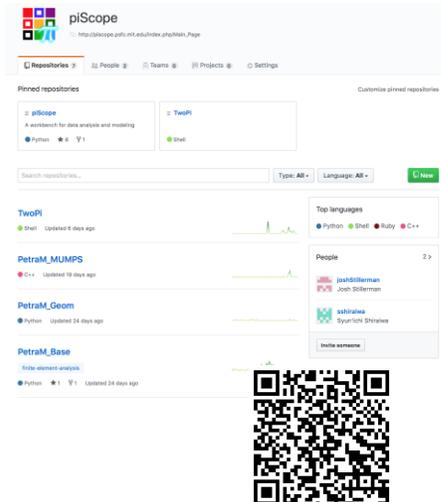 piScope
http://piscope.psfc.mit.edu/index.php/Main_Page
Repositories 7 People 2 Teams 0 Projects 0 Settings
Pinned repositories Customize pinned repositories
piScope
A workbench for data analysis and modeling
Python 6 1
TwoPi
Shell
Search repositories... Type: All Language: All New
TwoPi
Shell Updated 6 days ago
PetraM_MUMPS
C++ Updated 19 days ago
PetraM_Geom
Python Updated 24 days ago
PetraM_Base
finite-element-analysis
Python 1 1 Updated 24 days ago
Top languages
Python Shell Ruby C++
People 2
joshStillerman
Josh Stillerman
sshiraiwa
Syun'ichi Shiraiwa
Invite someone